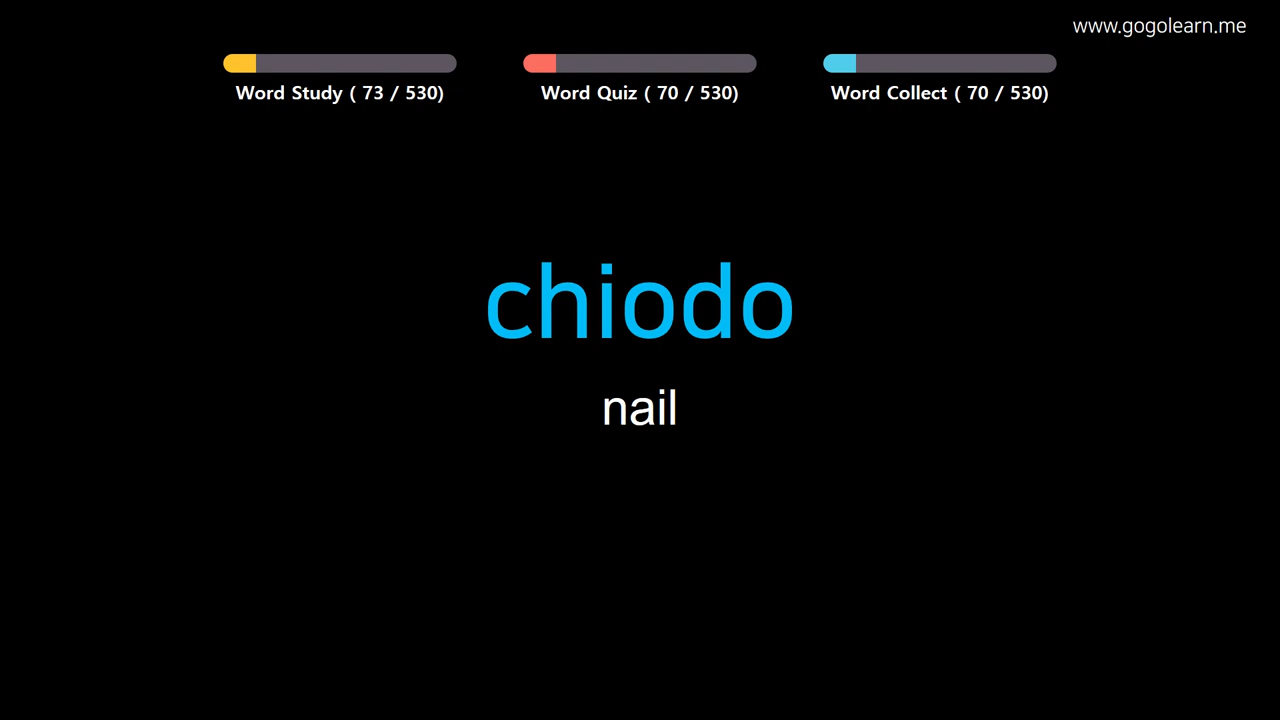 www.gogolearn.me
Word Study ( 73 / 530)
Word Quiz ( 70 / 530)
Word Collect ( 70 / 530)
chiodo
nail